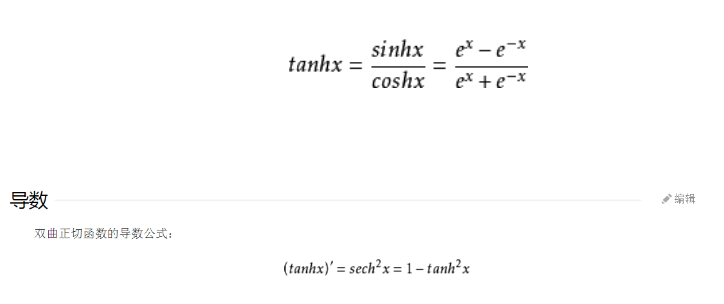 tanhx = sinhx/coshx = (e^x − e^−x)/(e^x + e^−x)
导数
编辑
双曲正切函数的导数公式:
(tanhx)′ = sech²x = 1 − tanh²x